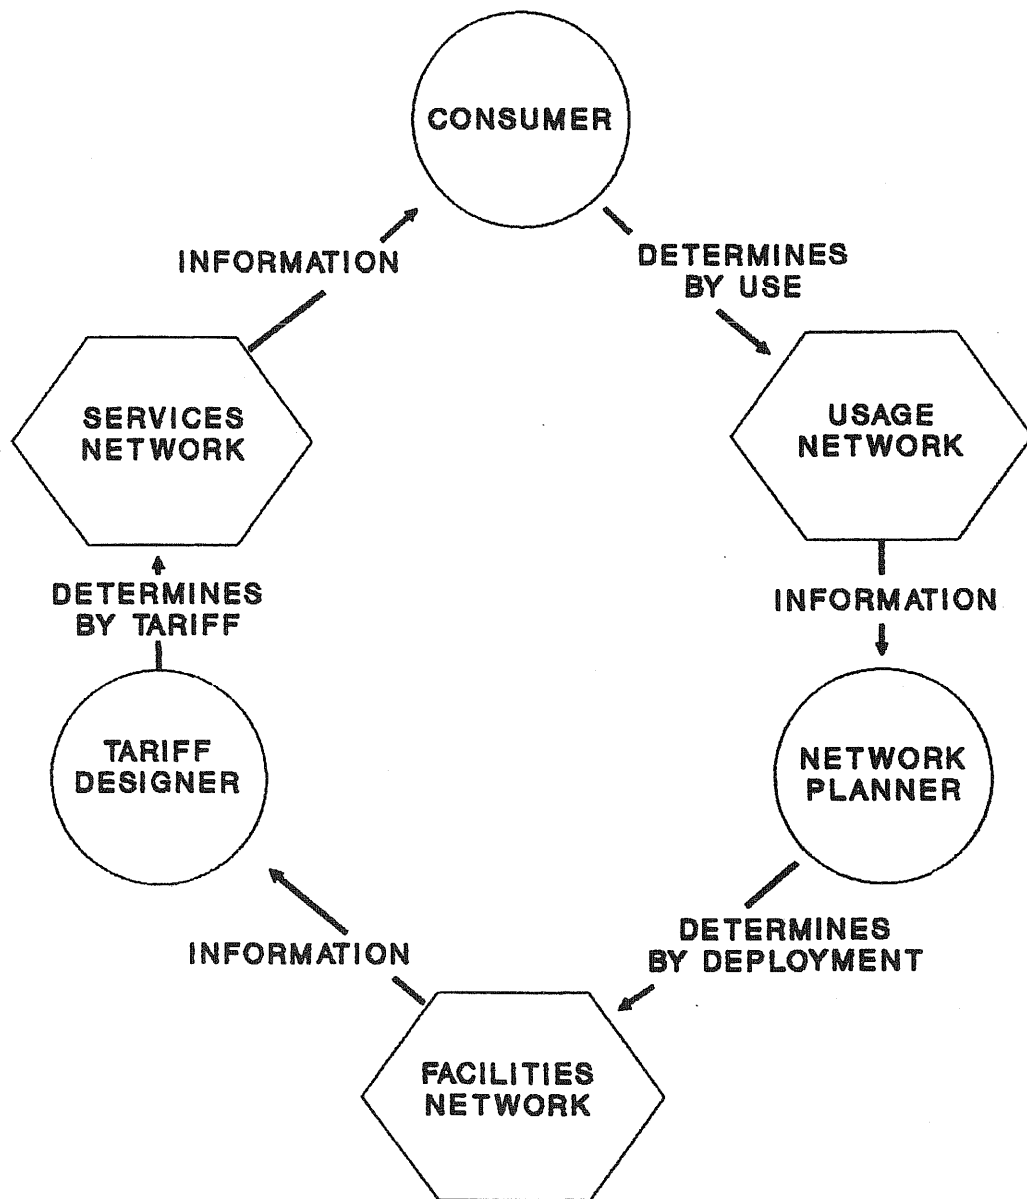 CONSUMER
INFORMATION
DETERMINES
BY USE
SERVICES
NETWORK
USAGE
NETWORK
DETERMINES
BY TARIFF
INFORMATION
TARIFF
DESIGNER
NETWORK
PLANNER
INFORMATION
DETERMINES
BY DEPLOYMENT
FACILITIES
NETWORK